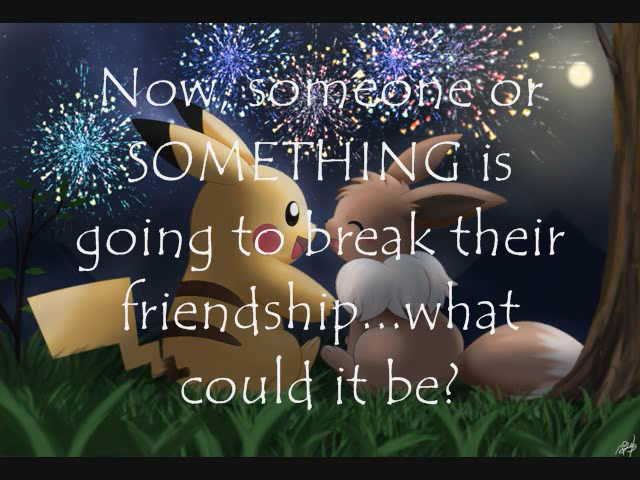 Now, someone or
SOMETHING is
going to break their
friendship...what
could it be?